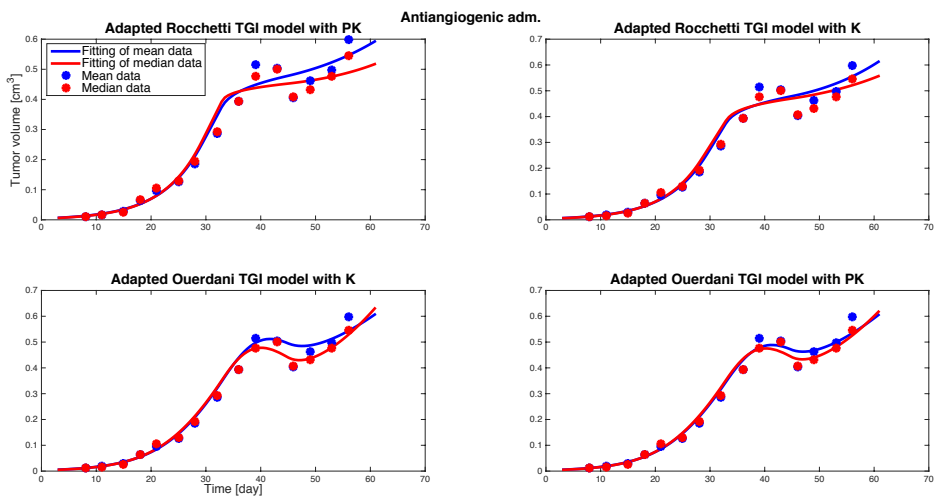 Antiangiogenic adm.
Adapted Rocchetti TGI model with PK
Adapted Rocchetti TGI model with K
Fitting of mean data
Fitting of median data
Mean data
Median data
Tumor volume [cm3]
0.6
0.5
0.4
0.3
0.2
0.1
0
0 10 20 30 40 50 60 70
0.7
0.6
0.5
0.4
0.3
0.2
0.1
0
0 10 20 30 40 50 60 70
Adapted Ouerdani TGI model with K
0.7
0.6
0.5
0.4
0.3
0.2
0.1
0
0 10 20 30 40 50 60 70
Time [day]
Adapted Ouerdani TGI model with PK
0.7
0.6
0.5
0.4
0.3
0.2
0.1
0
0 10 20 30 40 50 60 70